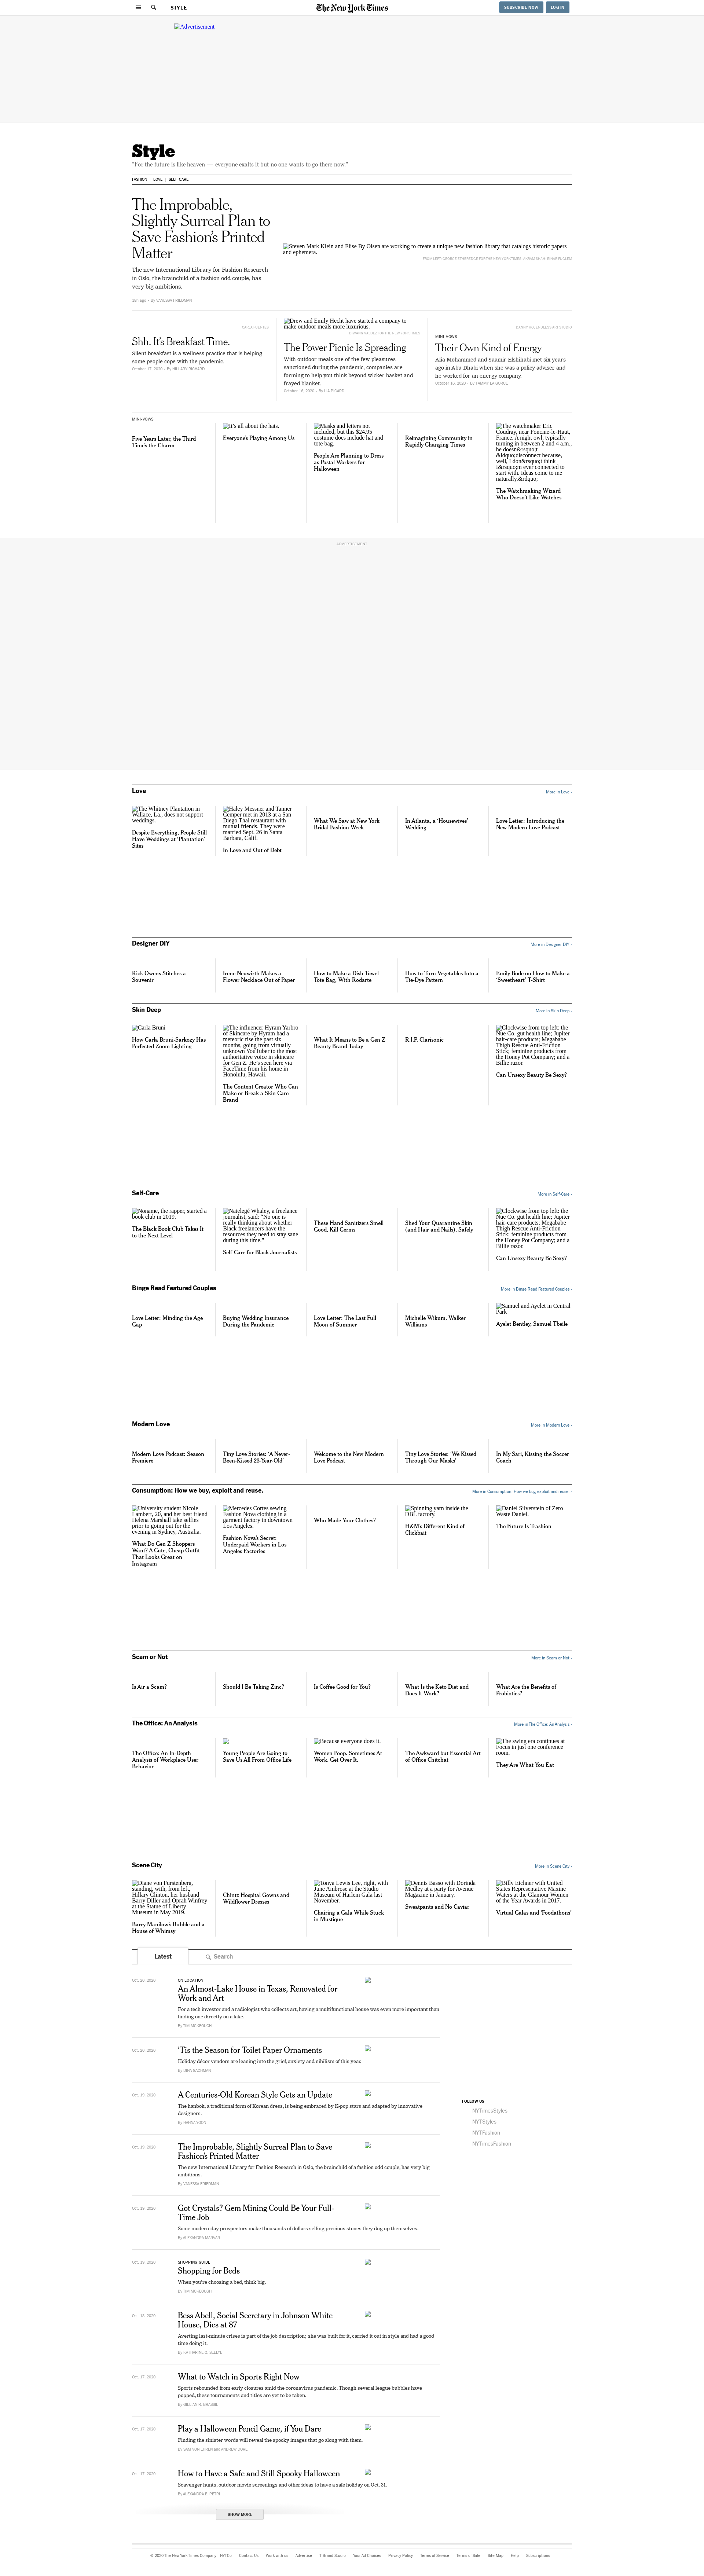 STYLE
The New York Times
SUBSCRIBE NOW
LOG IN
Advertisement
Style
"For the future is like heaven — everyone exalts it but no one wants to go there now."
FASHION
LOVE
SELF-CARE
The Improbable,
Slightly Surreal Plan to
Save Fashion's Printed
Matter
The new International Library for Fashion Research
in Oslo, the brainchild of a fashion odd couple, has
very big ambitions.
By VANESSA FRIEDMAN
Steven Mark Klein and Elise By Olsen are working to create a unique new fashion library that catalogs historic papers
and ephemera.
CARLA FUENTES
Shh. It's Breakfast Time.
Silent breakfast is a wellness practice that is helping
some people cope with the pandemic.
October 17, 2020 – By HILLARY RICHARD
Drew and Emily Hecht have started a company to
make outdoor meals more luxurious.
The Power Picnic Is Spreading
With outdoor meals one of the few pleasures
sanctioned during the pandemic, companies are
forming to help you think beyond wicker basket and
frayed blanket.
October 16, 2020 – By LIA PICARD
MINI-VOWS
Their Own Kind of Energy
Alia Mohamed and Saamir Elshihabi met six years
ago in Abu Dhabi when she was a policy adviser and
he worked for an energy company.
October 16, 2020 – By TAMMY LA GORCE
MINI-VOWS
Five Years Later, the Third
Time's the Charm
It's all about the hats.
Everyone's Playing Among Us
Masks and letters not
included, but this $24.95
costume does include hat and
tote bag.
People Are Planning to Dress
as Postal Workers for
Halloween
Reimagining Community in
Rapidly Changing Times
The watchmaker Eric
Coudray, near Foncine-le-Haut,
France. A night owl, typically
turning in between 2 and 4 a.m.,
he doesn&rsquo;t
&ldquo;disconnect because,
well, I don&rsquo;t think
I&rsquo;m ever connected to
start with. Ideas come to me
naturally.&rdquo;
The Watchmaking Wizard
Who Doesn't Like Watches
ADVERTISEMENT
Love
More in Love ›
The Whitney Plantation in
Wallace, La., does not support
weddings.
Despite Everything, People Still
Have Weddings at 'Plantation'
Sites
Haley Messner and Tanner
Cemper met in 2013 at a San
Diego Thai restaurant with
mutual friends. They were
married Sept. 26 in Santa
Barbara, Calif.
In Love and Out of Debt
What We Saw at New York
Bridal Fashion Week
In Atlanta, a 'Housewives'
Wedding
Love Letter: Introducing the
New Modern Love Podcast
Designer DIY
More in Designer DIY ›
Rick Owens Stitches a
Souvenir
Irene Neuwirth Makes a
Flower Necklace Out of Paper
How to Make a Dish Towel
Tote Bag, With Rodarte
How to Turn Vegetables Into a
Tie-Dye Pattern
Emily Bode on How to Make a
'Sweetheart' T-Shirt
Skin Deep
More in Skin Deep ›
Carla Bruni
How Carla Bruni-Sarkozy Has
Perfected Zoom Lighting
The influencer Hyram Yarbro
of Skincare by Hyram had a
meteoric rise the past six
months, going from virtually
unknown YouTuber to the most
authoritative voice in skincare
for Gen Z. He's seen here via
FaceTime from his home in
Honolulu, Hawaii.
The Content Creator Who Can
Make or Break a Skin Care
Brand
What It Means to Be a Gen Z
Beauty Brand Today
R.I.P. Clarisonic
Clockwise from top left: the
Nue Co. gut health line; Jupiter
hair-care products; Megababe
Thigh Rescue Anti-Friction
Stick; feminine products from
the Honey Pot Company; and a
Billie razor.
Can Unsexy Beauty Be Sexy?
Self-Care
More in Self-Care ›
Noname, the rapper, started a
book club in 2019.
The Black Book Club Takes It
to the Next Level
Natelegé Whaley, a freelance
journalist, said: "No one is
really thinking about whether
Black freelancers have the
resources they need to stay sane
during this time."
Self-Care for Black Journalists
These Hand Sanitizers Smell
Good, Kill Germs
Shed Your Quarantine Skin
(and Hair and Nails), Safely
Clockwise from top left: the
Nue Co. gut health line; Jupiter
hair-care products; Megababe
Thigh Rescue Anti-Friction
Stick; feminine products from
the Honey Pot Company; and a
Billie razor.
Can Unsexy Beauty Be Sexy?
Binge Read Featured Couples
More in Binge Read Featured Couples ›
Love Letter: Minding the Age
Gap
Buying Wedding Insurance
During the Pandemic
Love Letter: The Last Full
Moon of Summer
Michelle Wikum, Walker
Williams
Samuel and Ayelet in Central
Park
Ayelet Bentley, Samuel Theile
Modern Love
More in Modern Love ›
Modern Love Podcast: Season
Premiere
Tiny Love Stories: 'A Never-
Been-Kissed 23-Year-Old'
Welcome to the New Modern
Love Podcast
Tiny Love Stories: 'We Kissed
Through Our Masks'
In My Sari, Kissing the Soccer
Coach
Consumption: How we buy, exploit and reuse.
More in Consumption: How we buy, exploit and reuse. ›
University student Nicole
Lambert, 20, and her best friend
Helena Marshall take selfies
prior to going out for the
evening in Sydney, Australia.
What Do Gen Z Shoppers
Want? A Cute, Cheap Outfit
That Looks Great on
Instagram
Mercedes Cortes sewing
Fashion Nova clothing in a
garment factory in downtown
Los Angeles.
Fashion Nova's Secret:
Underpaid Workers in Los
Angeles Factories
Who Made Your Clothes?
Spinning yarn inside the
DBL factory.
H&M's Different Kind of
Clickbait
Daniel Silverstein of Zero
Waste Daniel.
The Future Is Trashion
Scam or Not
More in Scam or Not ›
Is Air a Scam?
Should I Be Taking Zinc?
Is Coffee Good for You?
What Is the Keto Diet and
Does It Work?
What Are the Benefits of
Probiotics?
The Office: An Analysis
More in The Office: An Analysis ›
The Office: An In-Depth
Analysis of Workplace User
Behavior
Young People Are Going to
Save Us All From Office Life
Because everyone does it.
Women Poop. Sometimes At
Work. Get Over It.
The Awkward but Essential Art
of Office Chitchat
The swing era continues at
Focus in just one conference
room.
They Are What You Eat
Scene City
More in Scene City ›
Diane von Furstenberg,
standing, with, from left,
Hillary Clinton, her husband
Barry Diller and Oprah Winfrey
at the Statue of Liberty
Museum in May 2019.
Barry Manilow's Bubble and a
House of Whimsy
Chintz Hospital Gowns and
Wildflower Dresses
Tonya Lewis Lee, right, with
June Ambrose at the Studio
Museum of Harlem Gala last
November.
Chairing a Gala While Stuck
in Mustique
Dennis Basso with Dorinda
Medley at a party for Avenue
Magazine in January.
Sweatpants and No Caviar
Billy Eichner with United
States Representative Maxine
Waters at the Glamour Women
of the Year Awards in 2017.
Virtual Galas and 'Foodathons'
Latest
Search
Oct. 20, 2020
ON LOCATION
An Almost-Lake House in Texas, Renovated for
Work and Art
For a tech investor and a radiologist who collects art, having a multifunctional house was even more important than
finding one directly on a lake.
By TIM MCKEOUGH
Oct. 20, 2020
'Tis the Season for Toilet Paper Ornaments
Holiday décor vendors are leaning into the grief, anxiety and nihilism of this year.
By GINA CACHMAN
A Centuries-Old Korean Style Gets an Update
The hanbok, a traditional form of Korean dress, is being embraced by K-pop stars and adapted by innovative
designers.
By HAHNA YOON
The Improbable, Slightly Surreal Plan to Save
Fashion's Printed Matter
The new International Library for Fashion Research in Oslo, the brainchild of a fashion odd couple, has very big
ambitions.
By VANESSA FRIEDMAN
Got Crystals? Gem Mining Could Be Your Full-
Time Job
Some modern-day prospectors make thousands of dollars selling precious stones they dug up themselves.
By ALEXANDRA MARVAR
SHOPPING GUIDE
Shopping for Beds
When you're choosing a bed, think big.
By TIM MCKEOUGH
Bess Abell, Social Secretary in Johnson White
House, Dies at 87
Averting last-minute crises is part of the job description; she was built for it, carried it out in style and had a good
time doing it.
By KATHARINE Q. SEELYE
Oct. 17, 2020
What to Watch in Sports Right Now
Sports rebounded from early closures amid the coronavirus pandemic. Though several league bubbles have
popped, these tournaments and titles are yet to be taken.
By GILLIAN R. BRASSIL
Oct. 17, 2020
Play a Halloween Pencil Game, if You Dare
Finding the sinister words will reveal the spooky images that go along with them.
By SAM VON EHREN and ANDREW SORE
Oct. 17, 2020
How to Have a Safe and Still Spooky Halloween
Scavenger hunts, outdoor movie screenings and other ideas to have a safe holiday on Oct. 31.
By ALEXANDRA E. PETRI
SHOW MORE
FOLLOW US
NYTimesStyles
NYTStyles
NYTFashion
NYTimesFashion
© 2020 The New York Times Company
NYTCo
Contact Us
Work with us
Advertise
T Brand Studio
Your Ad Choices
Privacy Policy
Terms of Service
Terms of Sale
Site Map
Help
Subscriptions